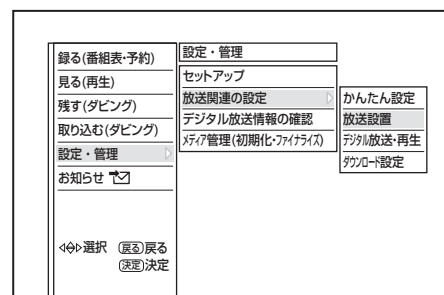 録る(番組表・予約)
見る(再生)
残す(ダビング)
取り込む(ダビング)
設定・管理
お知らせ
選択 戻る 戻る
決定 決定
設定・管理
セットアップ
放送関連の設定
デジタル放送情報の確認
メディア管理(初期化・ファイナライズ)
かんたん設定
放送設置
デジタル放送・再生
ダウンロード設定